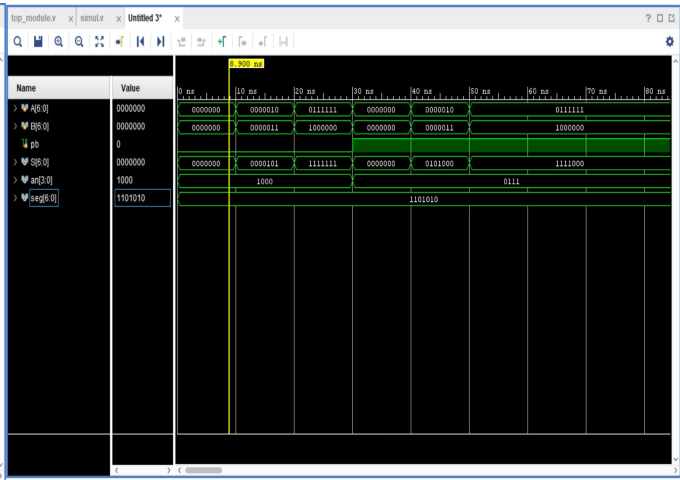 top_module.v x simul.v x Untitled 3* x
8.900 ns
Name Value
0 ns 10 ns 20 ns 30 ns 40 ns 50 ns 60 ns 70 ns 80 ns
A[6:0] 0000000 0000000 0000010 0111111 0000000 0000010 0111111
B[6:0] 0000000 0000000 0000011 1000000 0000000 0000011 1000000
pb 0
S[6:0] 0000000 0000000 0000101 1111111 0000000 0101000 1111000
an[3:0] 1000 1000 0111
seg[6:0] 1101010 1101010